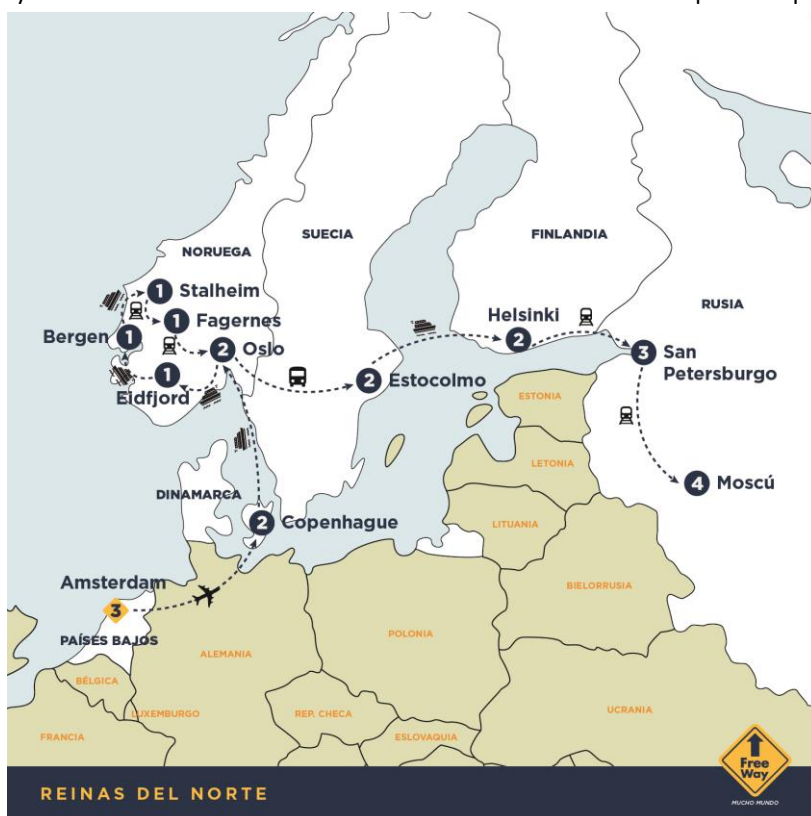 NORUEGA
SUECIA
FINLANDIA
RUSIA
1 Stalheim
1 Fagernes
Bergen 1
2 Oslo
1
Eidfjord
Helsinki
2
3 San
Petersburgo
2 Estocolmo
ESTONIA
LETONIA
LITUANIA
4 Moscú
DINAMARCA
2 Copenhague
Amsterdam
3
PAÍSES BAJOS
BIELORRUSIA
POLONIA
ALEMANIA
BÉLGICA
LUXEMBURGO
REP. CHECA
UCRANIA
FRANCIA
ESLOVAQUIA
Free
Way
MUCHO MUNDO
REINAS DEL NORTE